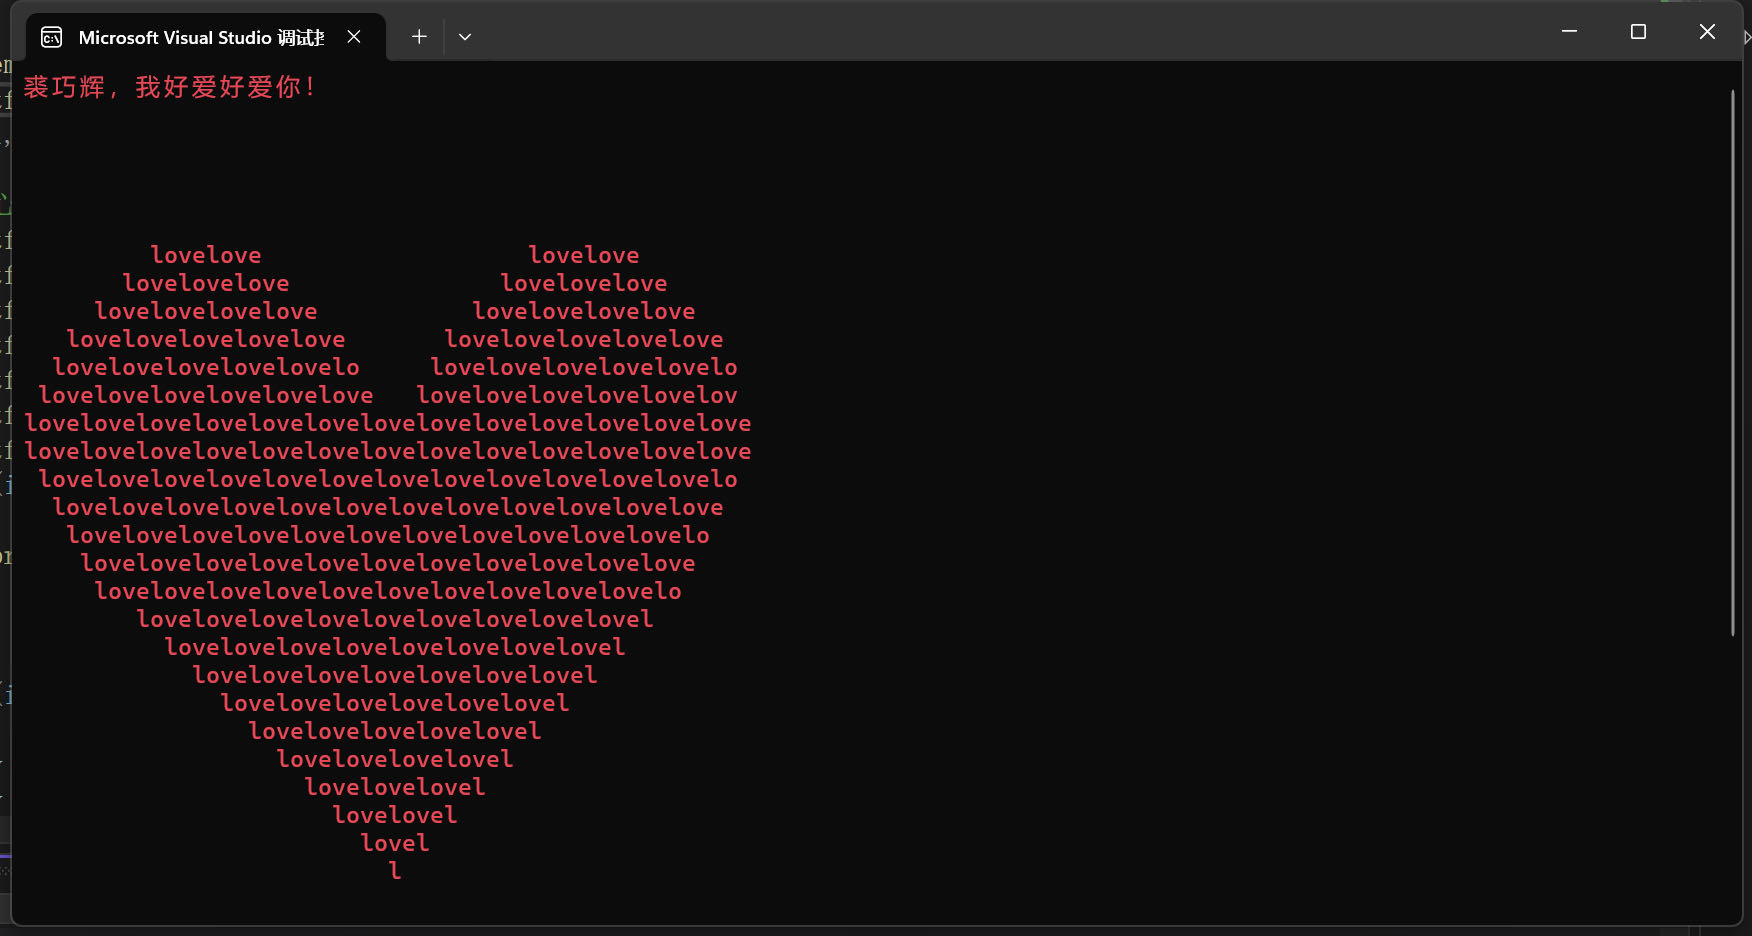 Microsoft Visual Studio 调试
裘巧辉，我好爱好爱你！
lovelove lovelove
lovelovelove lovelovelove
lovelovelovelove lovelovelovelove
lovelovelovelovelove lovelovelovelovelove
lovelovelovelovelovelo lovelovelovelovelovelo
lovelovelovelovelovelove lovelovelovelovelovelov
lovelovelovelovelovelovelovelovelovelovelovelovelove
lovelovelovelovelovelovelovelovelovelovelovelovelove
lovelovelovelovelovelovelovelovelovelovelovelovelo
lovelovelovelovelovelovelovelovelovelovelovelove
lovelovelovelovelovelovelovelovelovelovelovelo
lovelovelovelovelovelovelovelovelovelovelove
lovelovelovelovelovelovelovelovelovelovelo
lovelovelovelovelovelovelovelovelovel
lovelovelovelovelovelovelovelovel
lovelovelovelovelovelovelovel
lovelovelovelovelovelovel
lovelovelovelovelovel
lovelovelovelovel
lovelovelovel
lovelovel
lovel
l